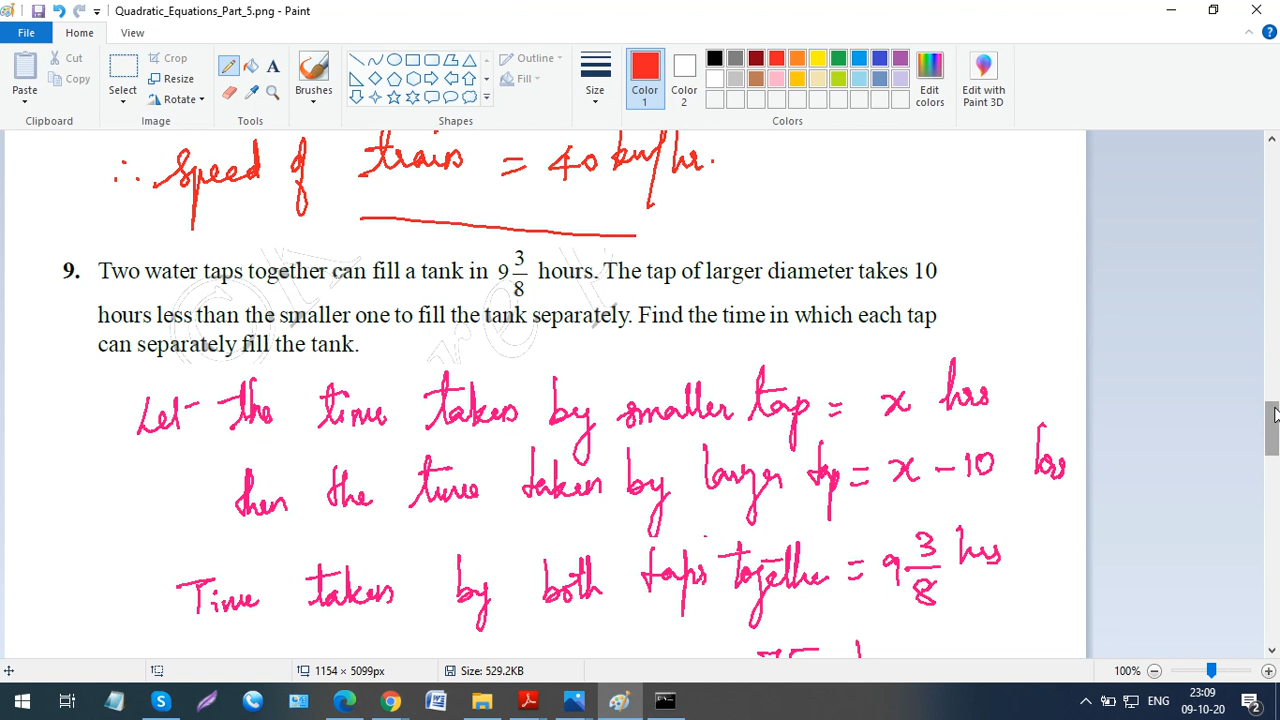 Quadratic_Equations_Part_5.png - Paint
File Home View
Paste Cut Copy Clipboard
Select Crop Resize Rotate Image
Tools
Brushes
Outline Fill Shapes
Size
Color 1 Color 2 Edit colors Colors
Edit with Paint 3D
∴ Speed of train = 40 km/hr.
9. Two water taps together can fill a tank in 9 3/8 hours. The tap of larger diameter takes 10
hours less than the smaller one to fill the tank separately. Find the time in which each tap
can separately fill the tank.
Let the time taken by smaller tap = x hrs
then the time taken by larger tap = x - 10 hrs
Time taken by both taps together = 9 3/8 hrs
1154 × 5099px Size: 529.2KB 100%
ENG 23:09
09-10-20 2